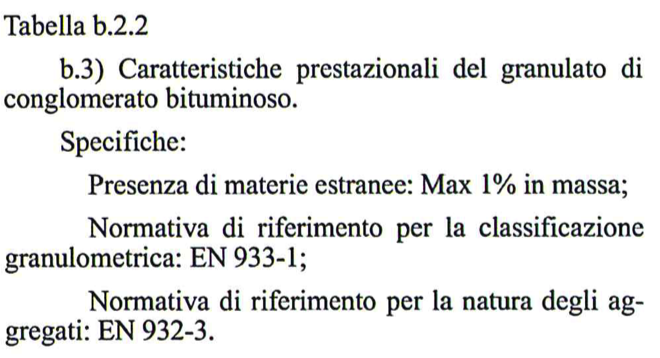 Tabella b.2.2
b.3) Caratteristiche prestazionali del granulato di
conglomerato bituminoso.
Specifiche:
Presenza di materie estranee: Max 1% in massa;
Normativa di riferimento per la classificazione
granulometrica: EN 933-1;
Normativa di riferimento per la natura degli ag-
gregati: EN 932-3.